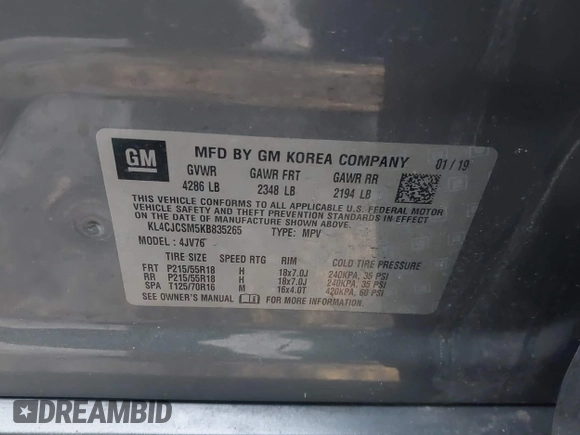 GM
MFD BY GM KOREA COMPANY 01 / 19
GVWR GAWR FRT GAWR RR
4286 LB 2348 LB 2194 LB
THIS VEHICLE CONFORMS TO ALL APPLICABLE U.S. FEDERAL MOTOR
VEHICLE SAFETY AND THEFT PREVENTION STANDARDS IN
EFFECT ON THE DATE OF MANUFACTURE SHOWN ABOVE.
KL4CJCSM5KB835265 TYPE: MPV
MODEL: 4JV76
TIRE SIZE SPEED RTG RIM COLD TIRE PRESSURE
FRT P215/55R18 H 18x7.0J 240KPA, 35 PSI
RR P215/55R18 H 18x7.0J 240KPA, 35 PSI
SPA T125/70R16 M 16x4.0T 420KPA, 60 PSI
SEE OWNER'S MANUAL FOR MORE INFORMATION.
DREAMBID